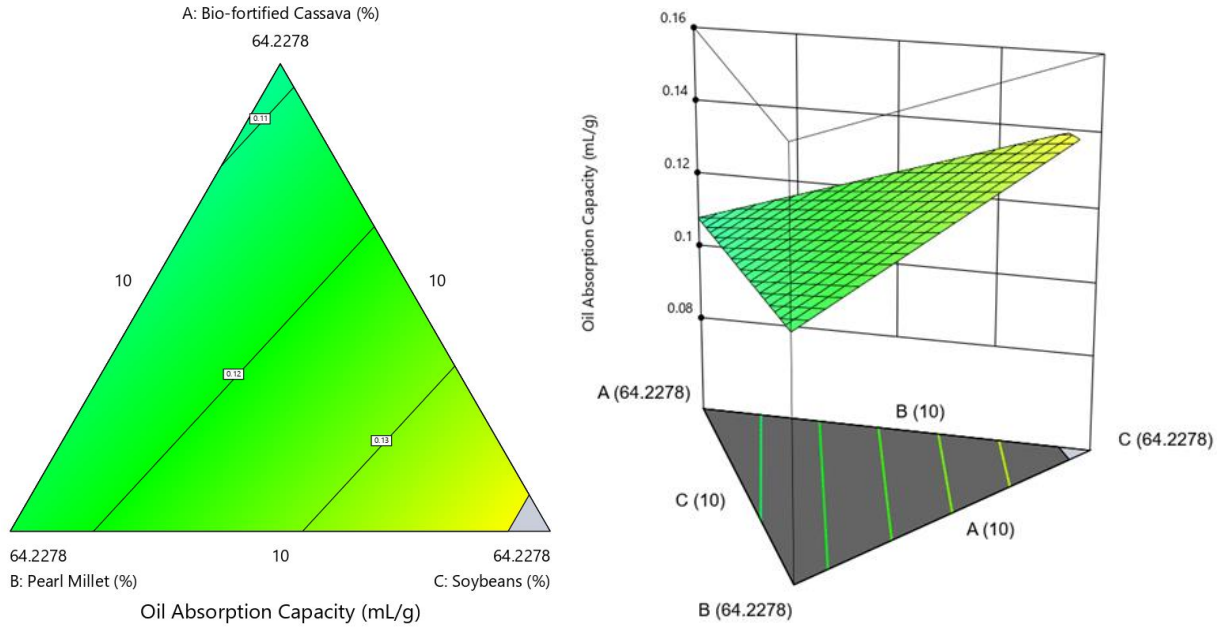 A: Bio-fortified Cassava (%)
64.2278
0.11
10
10
0.12
0.13
64.2278
10
64.2278
B: Pearl Millet (%)
C: Soybeans (%)
Oil Absorption Capacity (mL/g)
0.16
0.14
0.12
0.1
0.08
Oil Absorption Capacity (mL/g)
A (64.2278)
B (10)
C (64.2278)
C (10)
A (10)
B (64.2278)